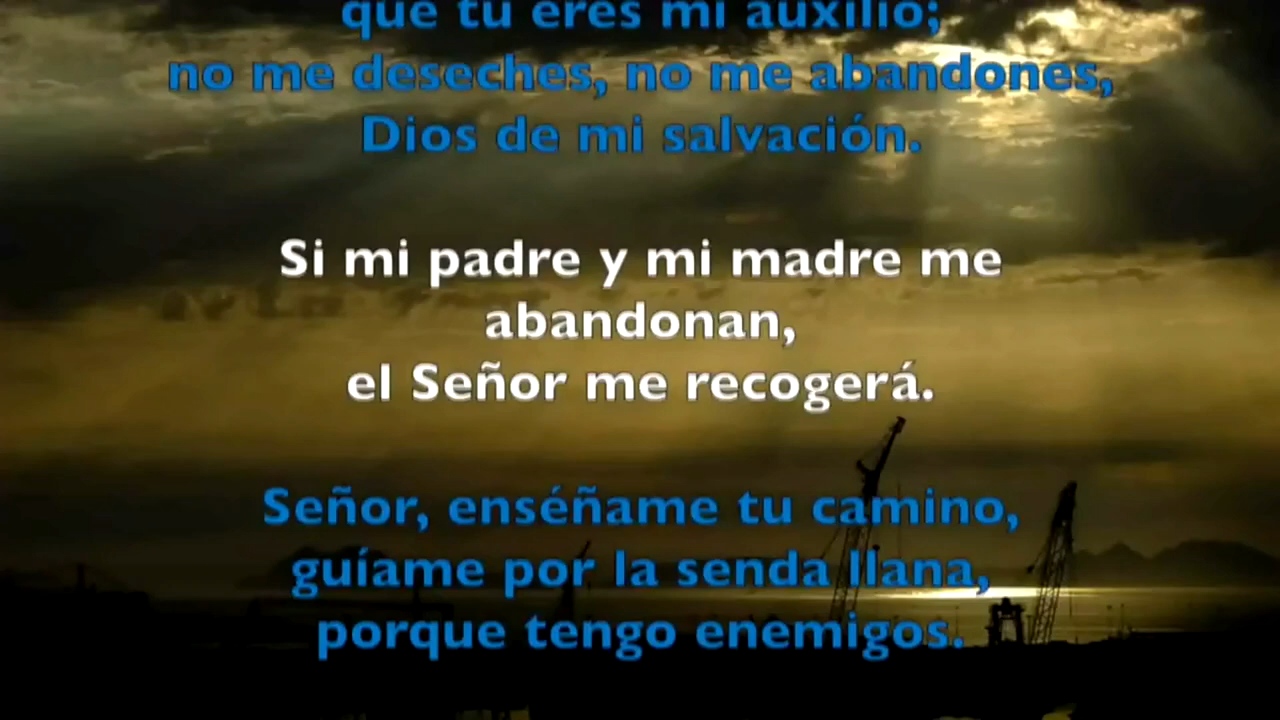 que tú eres mi auxilio;
no me deseches, no me abandones,
Dios de mi salvación.
Si mi padre y mi madre me
abandonan,
el Señor me recogerá.
Señor, enséñame tu camino,
guíame por la senda llana,
porque tengo enemigos.